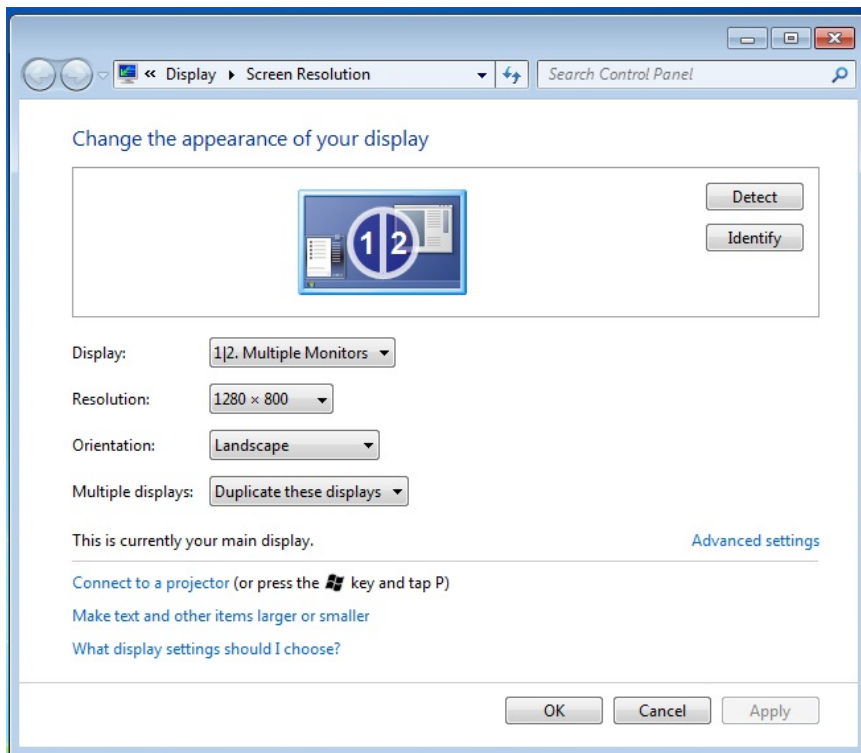 « Display ▸ Screen Resolution
Search Control Panel
Change the appearance of your display
1 2
Detect
Identify
Display: 1|2. Multiple Monitors
Resolution: 1280 × 800
Orientation: Landscape
Multiple displays: Duplicate these displays
This is currently your main display. Advanced settings
Connect to a projector (or press the key and tap P)
Make text and other items larger or smaller
What display settings should I choose?
OK Cancel Apply